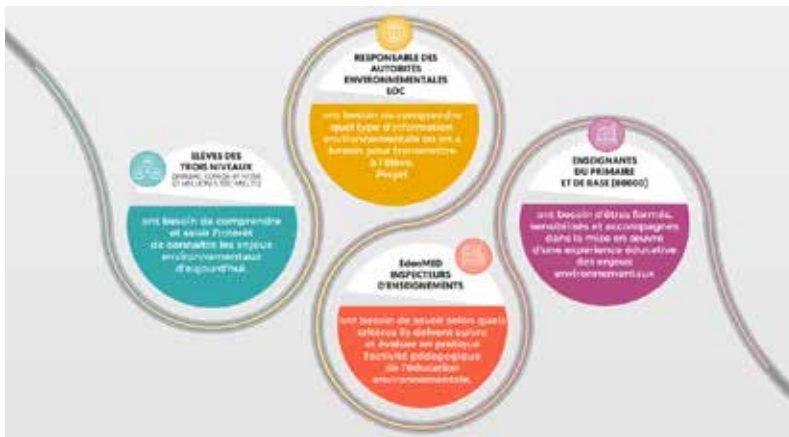 RESPONSABLE DES
AUTORITÉS
ENVIRONNEMENTALES
LOC
ont besoin de comprendre
quel type d'information
environnementale on en a
besoin pour transmettre
à l'élève.
Projet
ÉLÈVES DES
TROIS NIVEAUX
ont besoin de comprendre
et saisir l'intérêt
de connaître les enjeux
environnementaux
d'aujourd'hui.
ENSEIGNANTS
DU PRIMAIRE
ET DE BASE
ont besoin d'être formés,
sensibilisés et accompagnés
dans la mise en œuvre
d'une expérience éducative
des enjeux
environnementaux
EdenMED
INSPECTEURS
D'ENSEIGNEMENTS
ont besoin de savoir selon quels
critères ils doivent suivre
et évaluer en pratique
l'activité pédagogique
de l'éducation
environnementale.